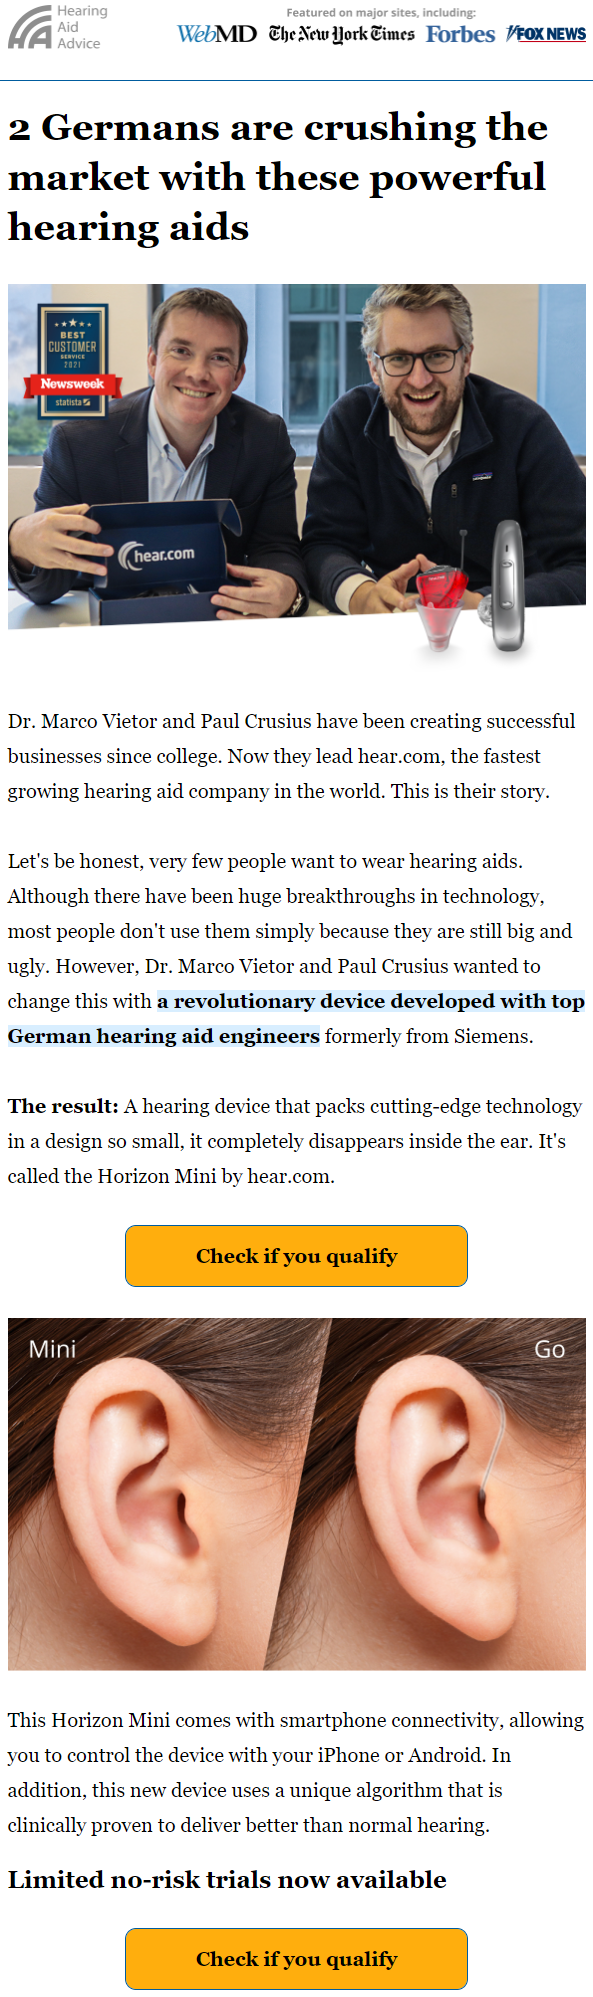 Hearing
Aid
Advice
Featured on major sites, including:
WebMD The New York Times Forbes FOX NEWS
2 Germans are crushing the
market with these powerful
hearing aids
BEST
CUSTOMER
SERVICE
2021
Newsweek
statista
hear.com
Dr. Marco Vietor and Paul Crusius have been creating successful
businesses since college. Now they lead hear.com, the fastest
growing hearing aid company in the world. This is their story.
Let's be honest, very few people want to wear hearing aids.
Although there have been huge breakthroughs in technology,
most people don't use them simply because they are still big and
ugly. However, Dr. Marco Vietor and Paul Crusius wanted to
change this with a revolutionary device developed with top
German hearing aid engineers formerly from Siemens.
The result: A hearing device that packs cutting-edge technology
in a design so small, it completely disappears inside the ear. It's
called the Horizon Mini by hear.com.
Check if you qualify
Mini Go
This Horizon Mini comes with smartphone connectivity, allowing
you to control the device with your iPhone or Android. In
addition, this new device uses a unique algorithm that is
clinically proven to deliver better than normal hearing.
Limited no-risk trials now available
Check if you qualify